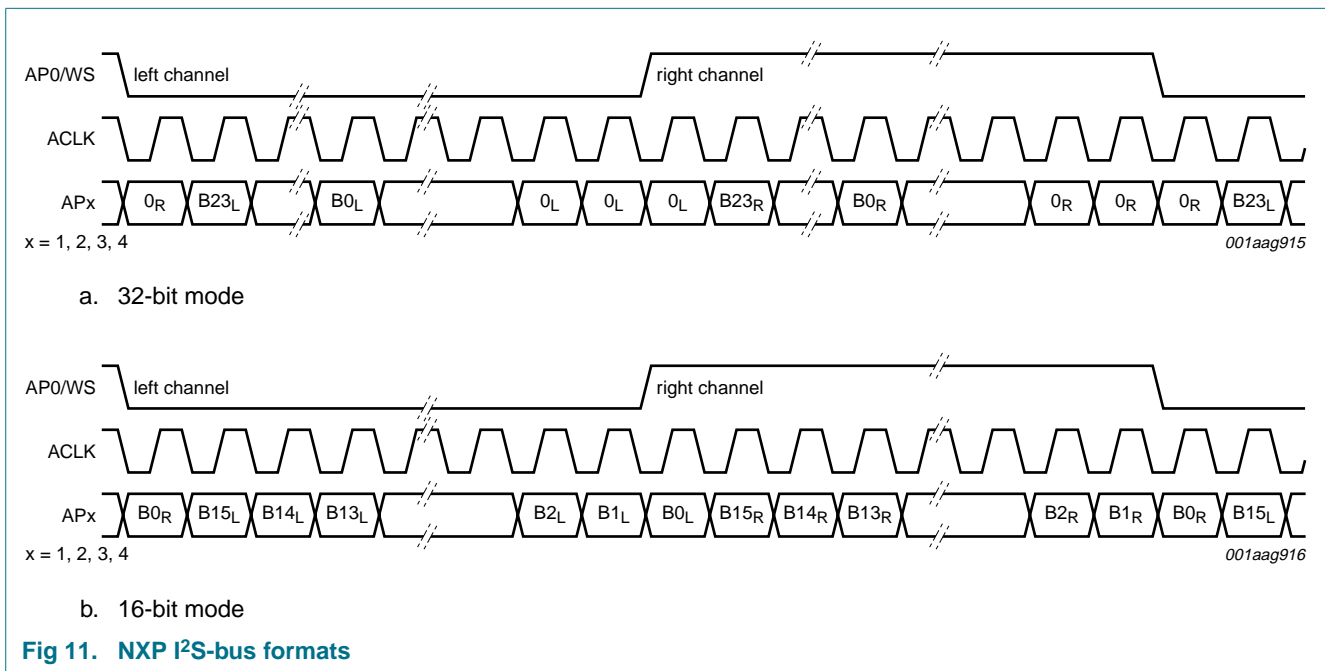 AP0/WS left channel right channel
ACLK
APx 0R B23L B0L 0L 0L 0L B23R B0R 0R 0R 0R B23L
x = 1, 2, 3, 4 001aag915
a. 32-bit mode
AP0/WS left channel right channel
ACLK
APx B0R B15L B14L B13L B2L B1L B0L B15R B14R B13R B2R B1R B0R B15L
x = 1, 2, 3, 4 001aag916
b. 16-bit mode
Fig 11. NXP I²S-bus formats